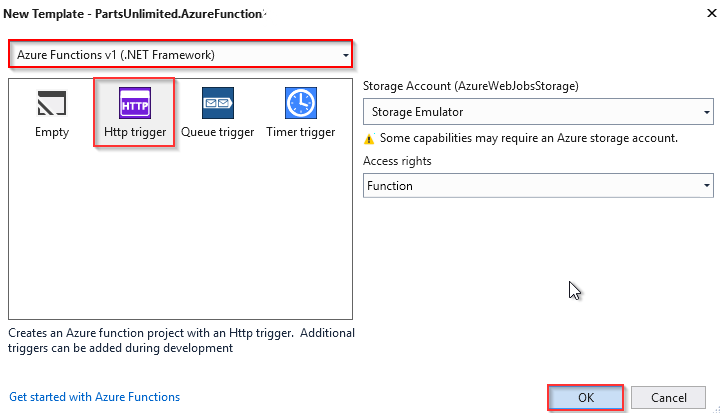 New Template - PartsUnlimited.AzureFunction
Azure Functions v1 (.NET Framework)
HTTP
Empty
Http trigger
Queue trigger
Timer trigger
Storage Account (AzureWebJobsStorage)
Storage Emulator
Some capabilities may require an Azure storage account.
Access rights
Function
Creates an Azure function project with an Http trigger. Additional
triggers can be added during development
Get started with Azure Functions
OK
Cancel